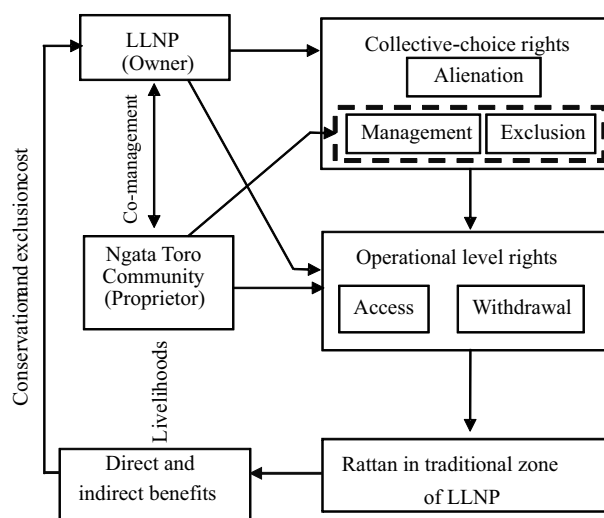 LLNP
(Owner)
Collective-choice rights
Alienation
Management
Exclusion
Co-management
Ngata Toro
Community
(Proprietor)
Operational level rights
Access
Withdrawal
Conservationand exclusioncost
Livelihoods
Direct and
indirect benefits
Rattan in traditional zone
of LLNP